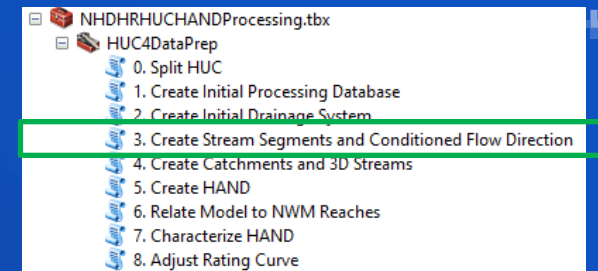 NHDHRHUCHANDProcessing.tbx
HUC4DataPrep
0. Split HUC
1. Create Initial Processing Database
2. Create Initial Drainage System
3. Create Stream Segments and Conditioned Flow Direction
4. Create Catchments and 3D Streams
5. Create HAND
6. Relate Model to NWM Reaches
7. Characterize HAND
8. Adjust Rating Curve